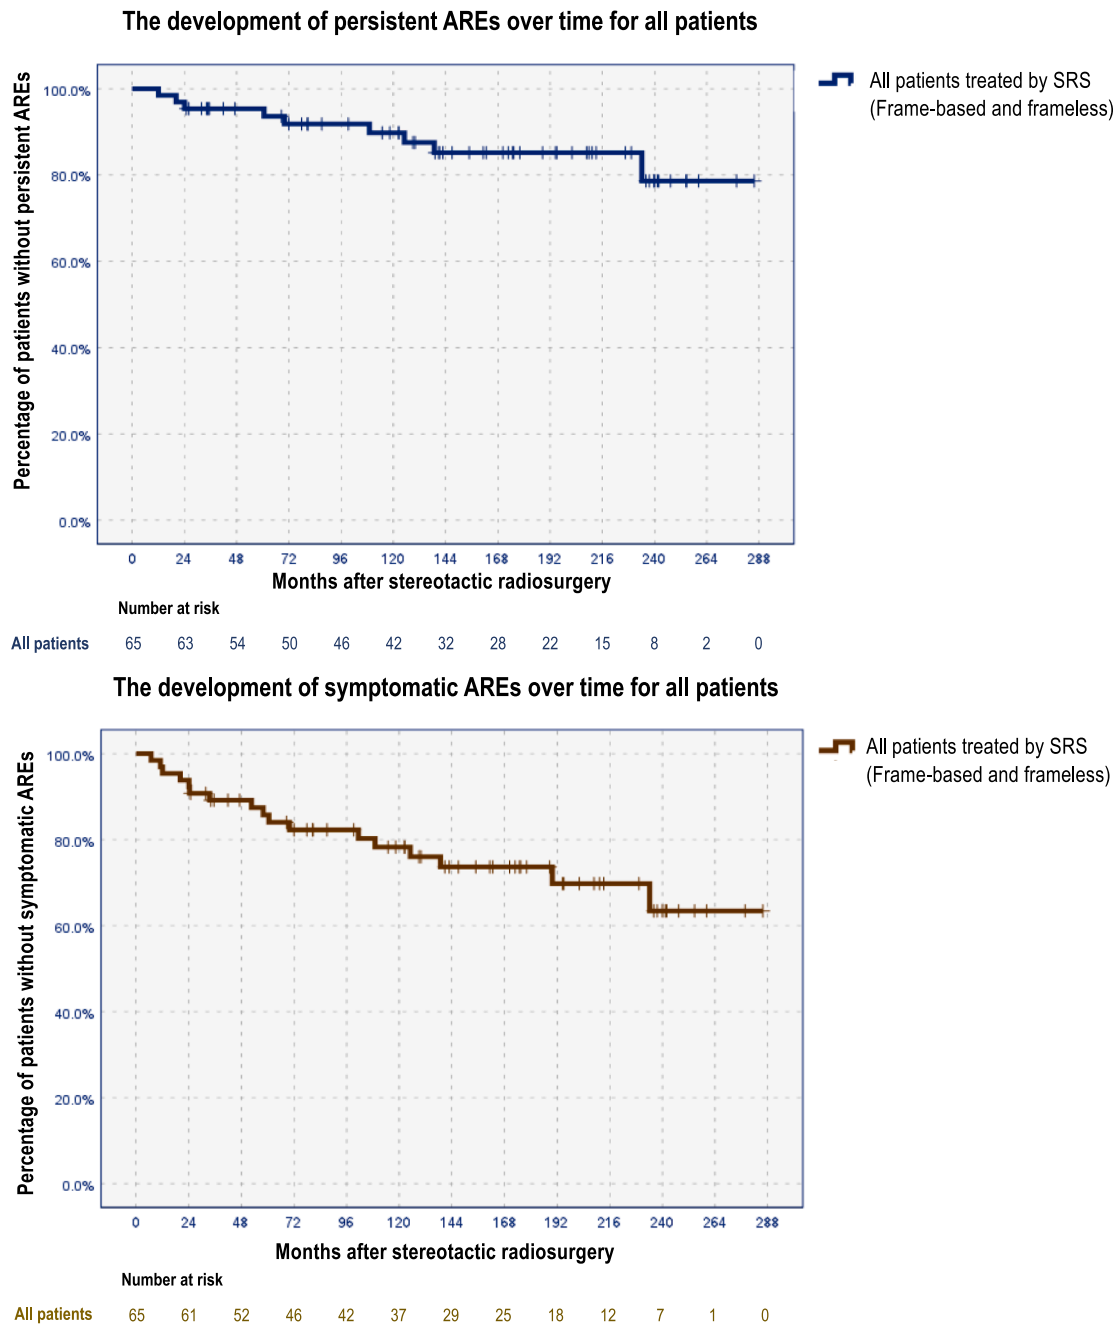 The development of persistent AREs over time for all patients
Percentage of patients without persistent AREs
100.0%
80.0%
60.0%
40.0%
20.0%
0.0%
0 24 48 72 96 120 144 168 192 216 240 264 288
Months after stereotactic radiosurgery
All patients treated by SRS
(Frame-based and frameless)
Number at risk
All patients 65 63 54 50 46 42 32 28 22 15 8 2 0
The development of symptomatic AREs over time for all patients
Percentage of patients without symptomatic AREs
100.0%
80.0%
60.0%
40.0%
20.0%
0.0%
0 24 48 72 96 120 144 168 192 216 240 264 288
Months after stereotactic radiosurgery
All patients treated by SRS
(Frame-based and frameless)
Number at risk
All patients 65 61 52 46 42 37 29 25 18 12 7 1 0